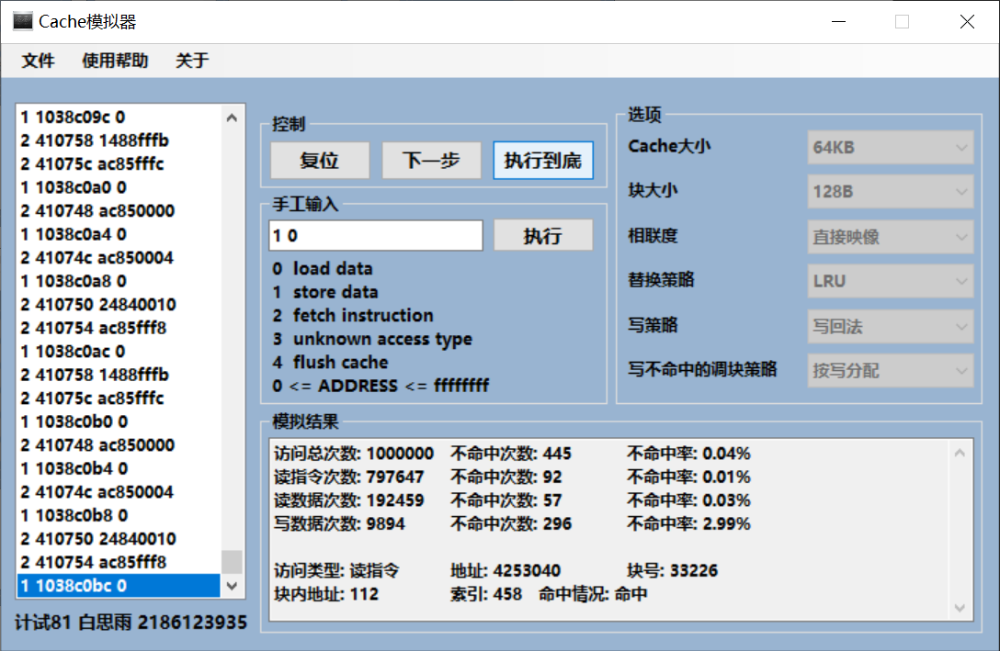 Cache模拟器
文件 使用帮助 关于
1 1038c09c 0
2 410758 1488fffb
2 41075c ac85fffc
1 1038c0a0 0
2 410748 ac850000
1 1038c0a4 0
2 41074c ac850004
1 1038c0a8 0
2 410750 24840010
2 410754 ac85fff8
1 1038c0ac 0
2 410758 1488fffb
2 41075c ac85fffc
1 1038c0b0 0
2 410748 ac850000
1 1038c0b4 0
2 41074c ac850004
1 1038c0b8 0
2 410750 24840010
2 410754 ac85fff8
1 1038c0bc 0
计试81 白思雨 2186123935
控制
复位 下一步 执行到底
手工输入
1 0 执行
0 load data
1 store data
2 fetch instruction
3 unknown access type
4 flush cache
0 <= ADDRESS <= ffffffff
选项
Cache大小 64KB
块大小 128B
相联度 直接映像
替换策略 LRU
写策略 写回法
写不命中的调块策略 按写分配
模拟结果
访问总次数: 1000000 不命中次数: 445 不命中率: 0.04%
读指令次数: 797647 不命中次数: 92 不命中率: 0.01%
读数据次数: 192459 不命中次数: 57 不命中率: 0.03%
写数据次数: 9894 不命中次数: 296 不命中率: 2.99%
访问类型: 读指令 地址: 4253040 块号: 33226
块内地址: 112 索引: 458 命中情况: 命中